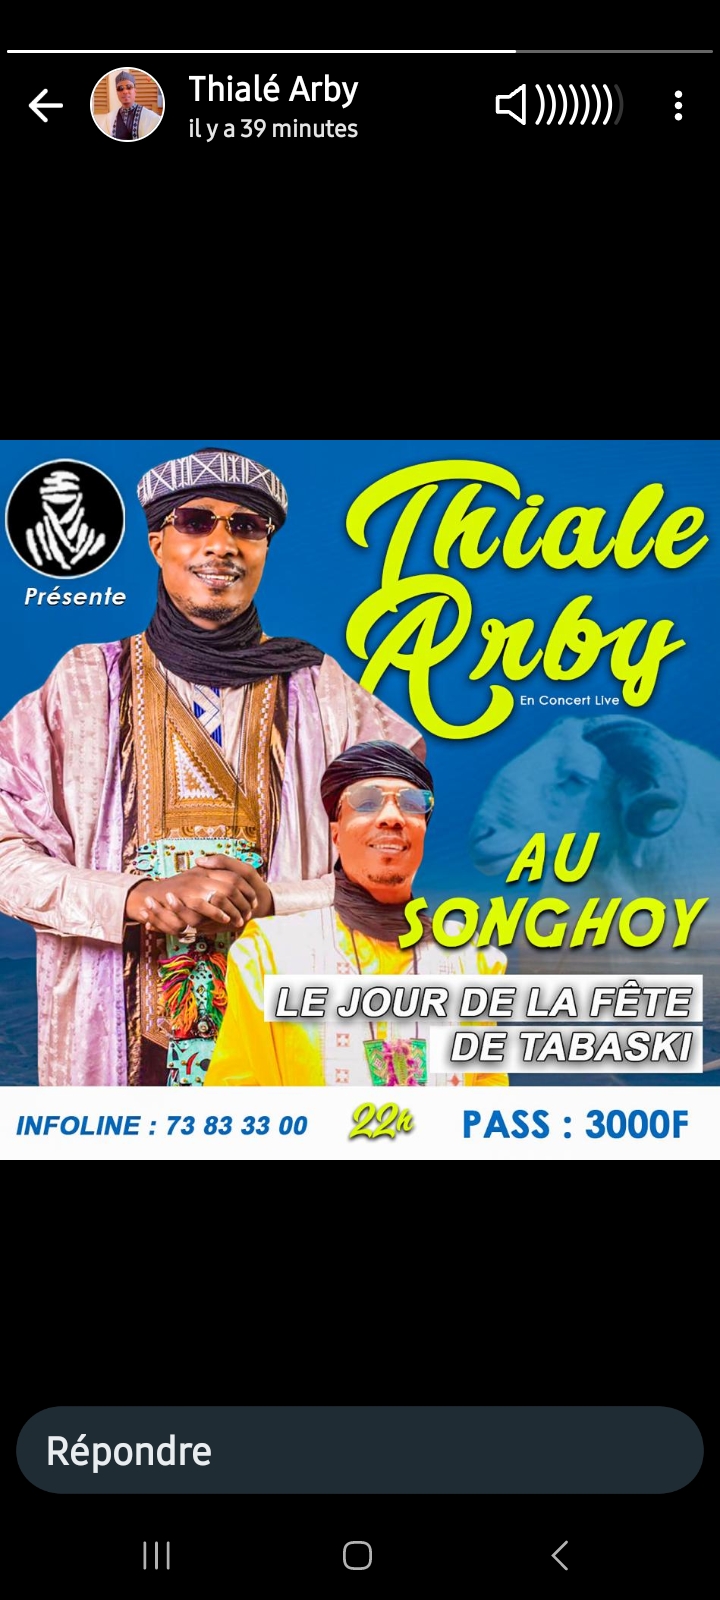 Thialé Arby
il y a 39 minutes
Présente
Thiale
Arby
En Concert Live
AU
SONGHOY
LE JOUR DE LA FÊTE
DE TABASKI
INFOLINE : 73 83 33 00 22h PASS : 3000F
Répondre